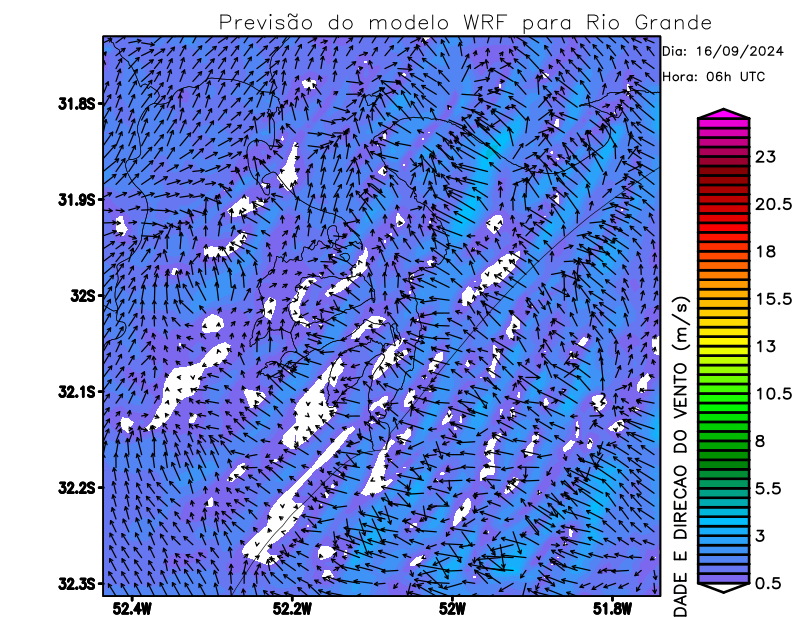 Previsão do modelo WRF para Rio Grande
Dia: 16/09/2024
Hora: 06h UTC
31.8S
31.9S
32S
32.1S
32.2S
32.3S
52.4W
52.2W
52W
51.8W
23
20.5
18
15.5
13
10.5
8
5.5
3
0.5
DADE E DIRECAO DO VENTO (m/s)